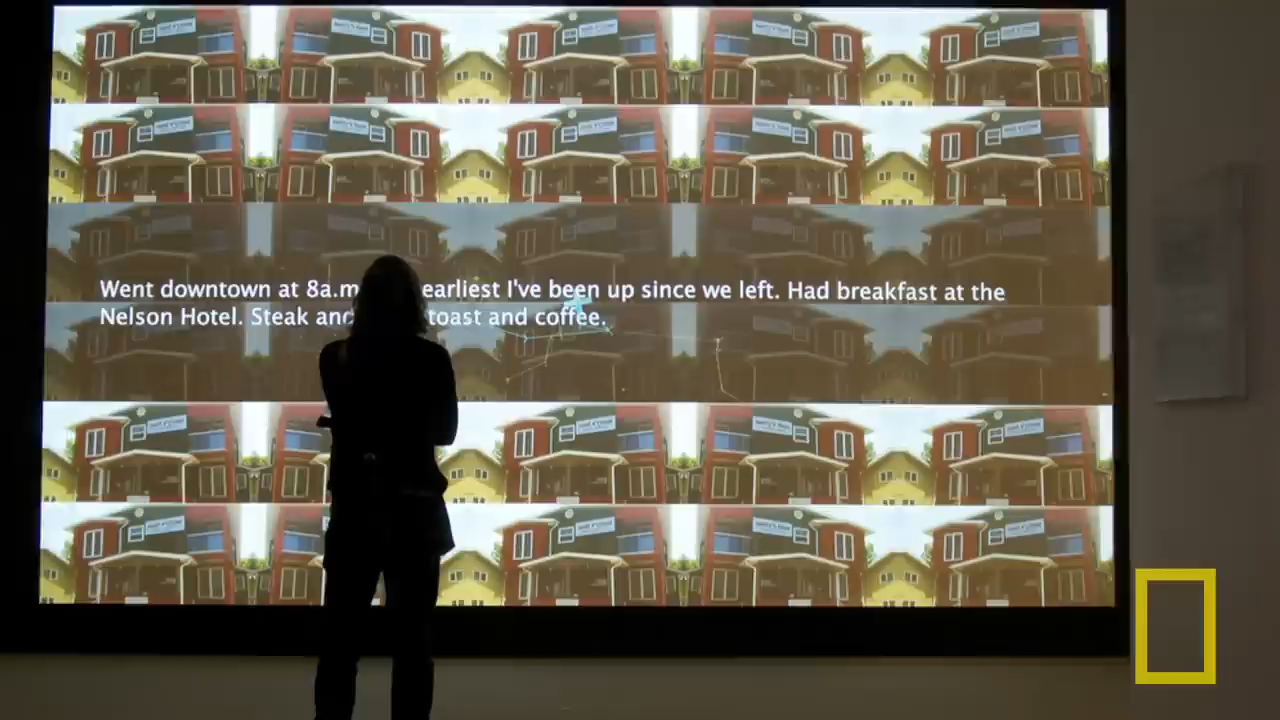 Went downtown at 8a.m earliest I've been up since we left. Had breakfast at the
Nelson Hotel. Steak and toast and coffee.